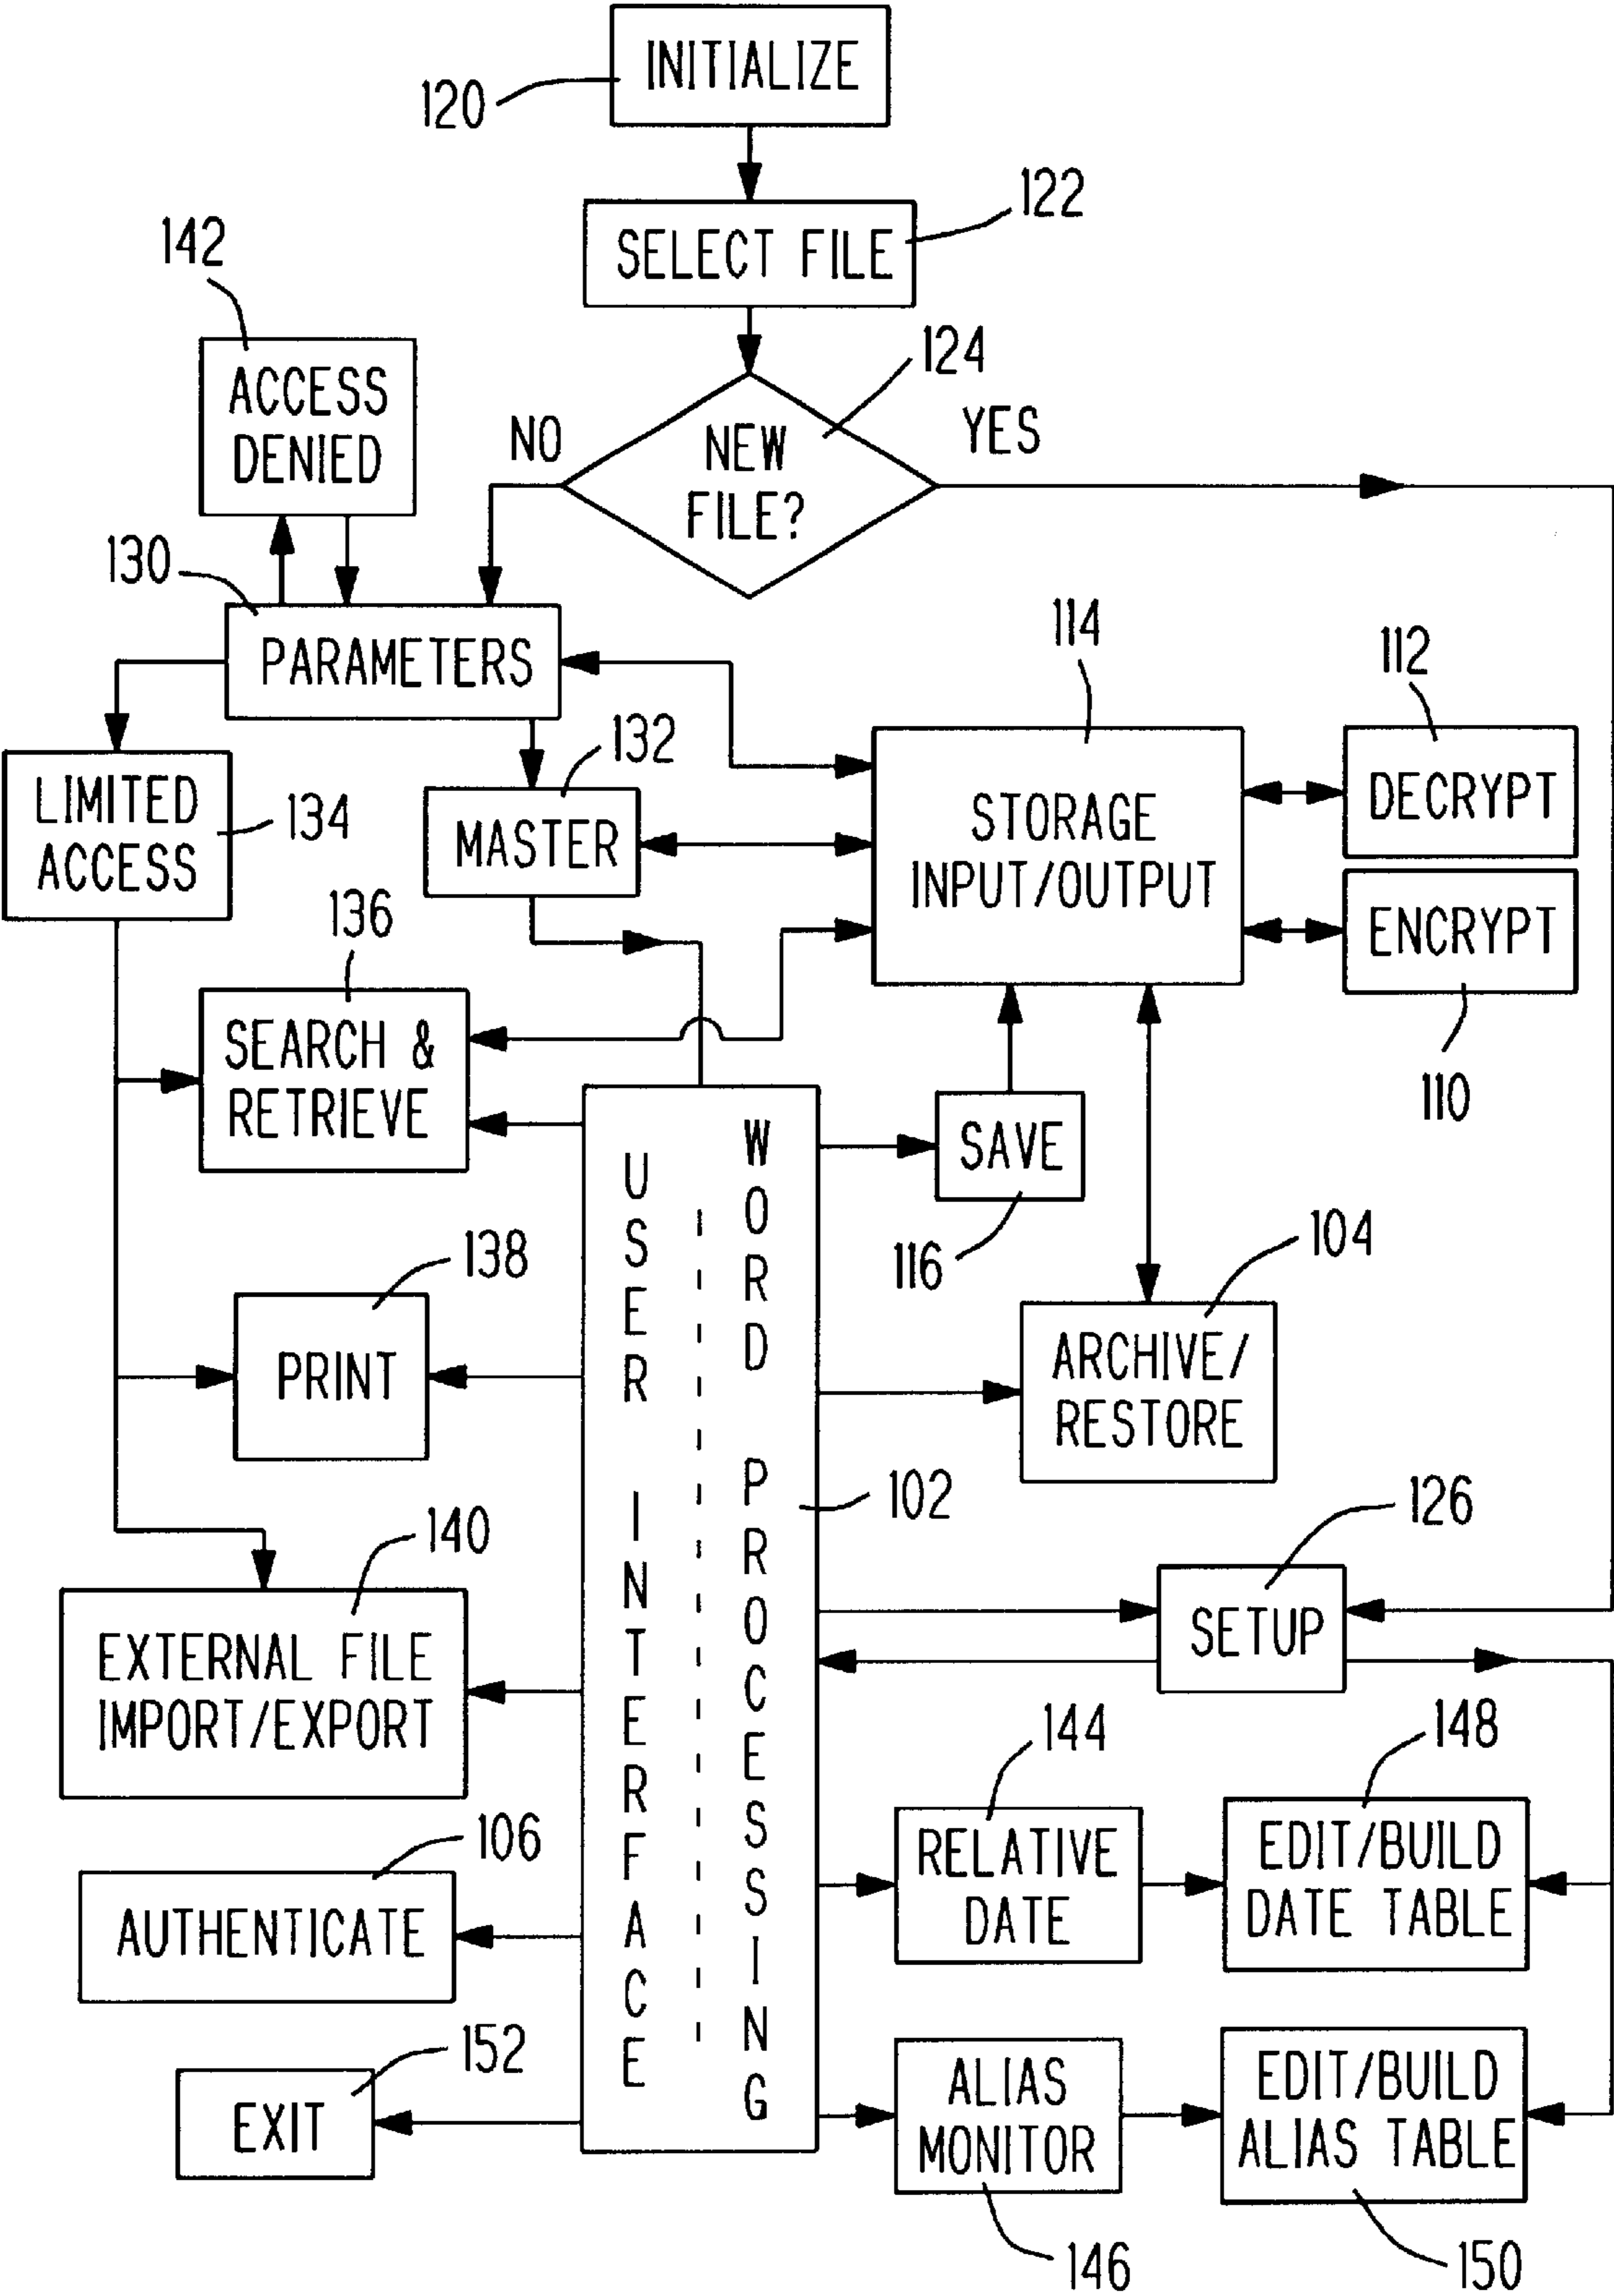 INITIALIZE
120
122
SELECT FILE
142
124
ACCESS
DENIED
NO
YES
NEW
FILE?
130
PARAMETERS
114
112
132
LIMITED
ACCESS
134
MASTER
STORAGE
INPUT/OUTPUT
DECRYPT
ENCRYPT
110
136
SEARCH &
RETRIEVE
SAVE
116
104
138
PRINT
ARCHIVE/
RESTORE
USER INTERFACE
WORD PROCESSING
102
126
SETUP
140
EXTERNAL FILE
IMPORT/EXPORT
144
148
RELATIVE
DATE
EDIT/BUILD
DATE TABLE
106
AUTHENTICATE
152
EXIT
ALIAS
MONITOR
146
EDIT/BUILD
ALIAS TABLE
150